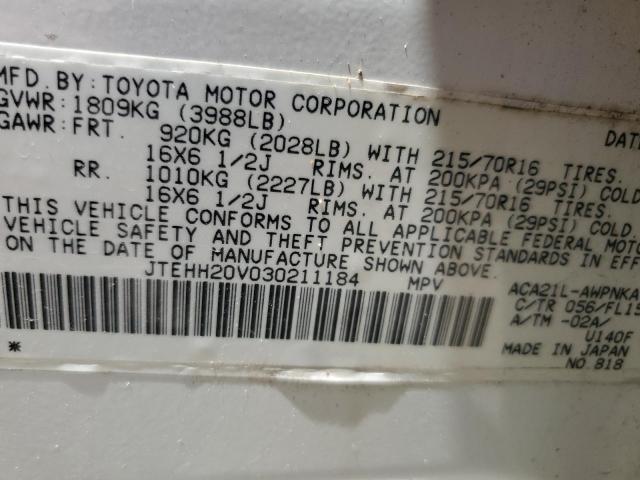 MFD. BY: TOYOTA MOTOR CORPORATION
GVWR: 1809KG (3988LB) DATE
GAWR: FRT. 920KG (2028LB) WITH 215/70R16 TIRES.
16X6 1/2J RIMS. AT 200KPA (29PSI) COLD
RR. 1010KG (2227LB) WITH 215/70R16 TIRES.
16X6 1/2J RIMS. AT 200KPA (29PSI) COLD.
THIS VEHICLE CONFORMS TO ALL APPLICABLE FEDERAL MOTO
VEHICLE SAFETY AND THEFT PREVENTION STANDARDS IN EFF
ON THE DATE OF MANUFACTURE SHOWN ABOVE.
JTEHH20V030211184 MPV ACA21L-AWPNKA
C/TR 056/FL15
A/TM -02A/
U140F
MADE IN JAPAN
* NO 818